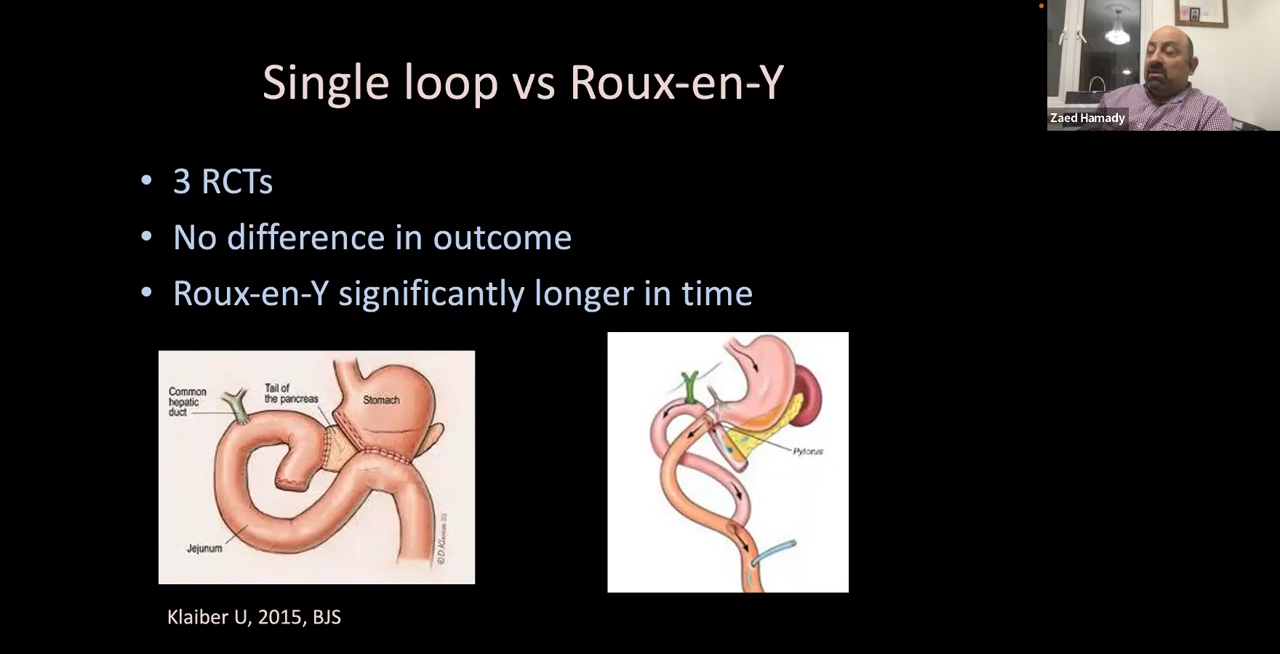 Single loop vs Roux-en-Y
Zaed Hamady
• 3 RCTs
• No difference in outcome
• Roux-en-Y significantly longer in time
Common
hepatic
duct
Tail of
the pancreas
Stomach
Jejunum
Pylorus
Klaiber U, 2015, BJS